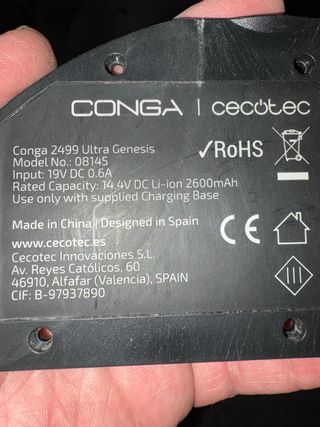 CONGA | cecotec
Conga 2499 Ultra Genesis
Model No.: 08145
Input: 19V DC 0.6A
Rated Capacity: 14.4V DC Li-ion 2600mAh
Use only with supplied Charging Base
✓RoHS
Made in China | Designed in Spain
www.cecotec.es
Cecotec Innovaciones S.L.
Av. Reyes Católicos, 60
46910, Alfafar (Valencia), SPAIN
CIF: B-97937890
CE
III